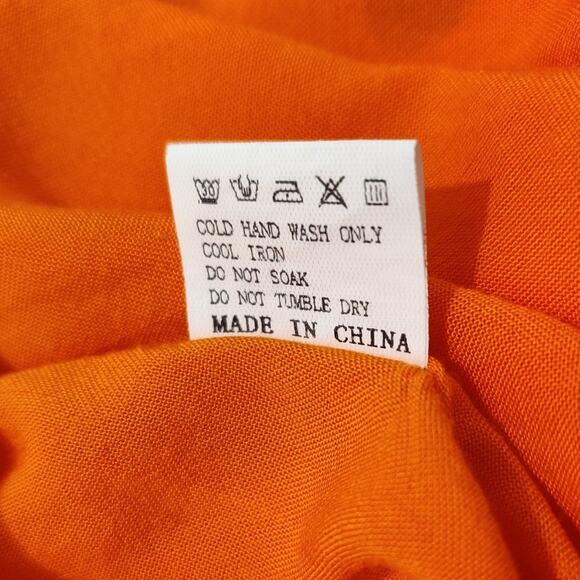 COLD HAND WASH ONLY
COOL IRON
DO NOT SOAK
DO NOT TUMBLE DRY
MADE IN CHINA